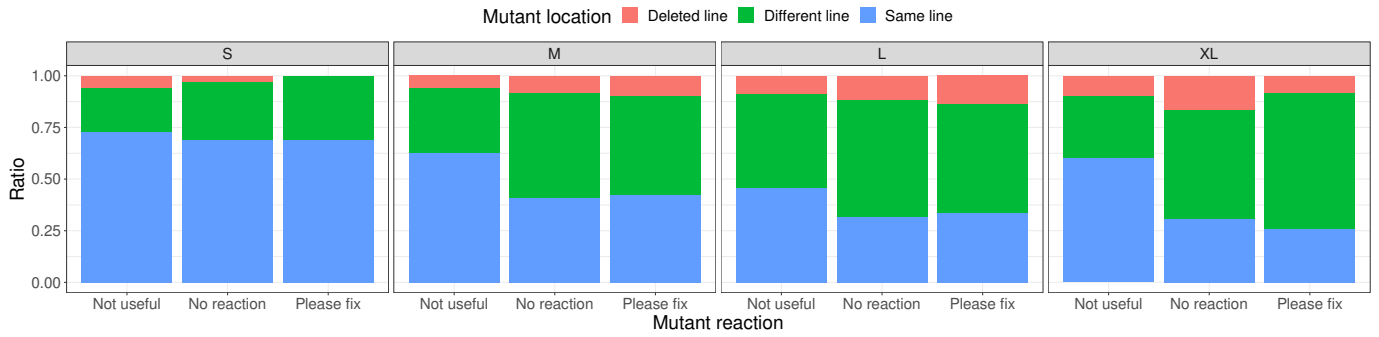 Mutant location Deleted line Different line Same line
S M L XL
1.00
0.75
0.50
0.25
0.00
Ratio
Not useful No reaction Please fix Not useful No reaction Please fix Not useful No reaction Please fix Not useful No reaction Please fix
Mutant reaction